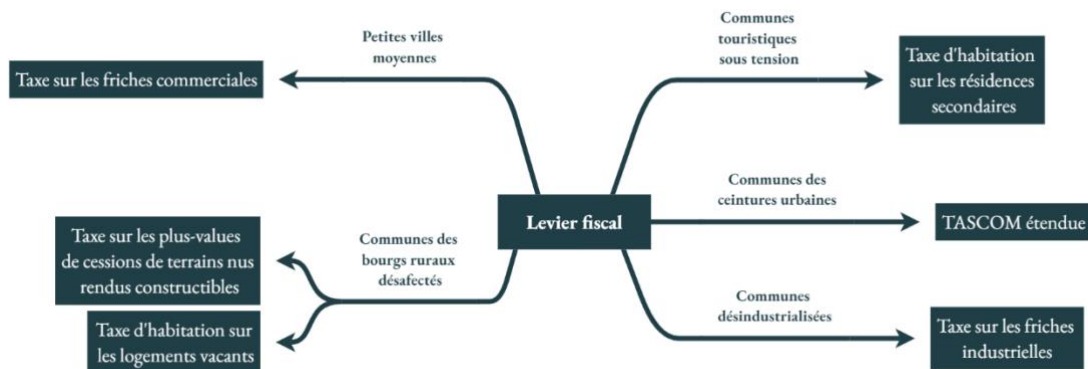 Petites villes
moyennes
Taxe sur les friches commerciales
Communes
touristiques
sous tension
Taxe d'habitation
sur les résidences
secondaires
Levier fiscal
Communes des
ceintures urbaines
TASCOM étendue
Communes des
bourgs ruraux
désafectés
Taxe sur les plus-values
de cessions de terrains nus
rendus constructibles
Taxe d'habitation sur
les logements vacants
Communes
désindustrialisées
Taxe sur les friches
industrielles